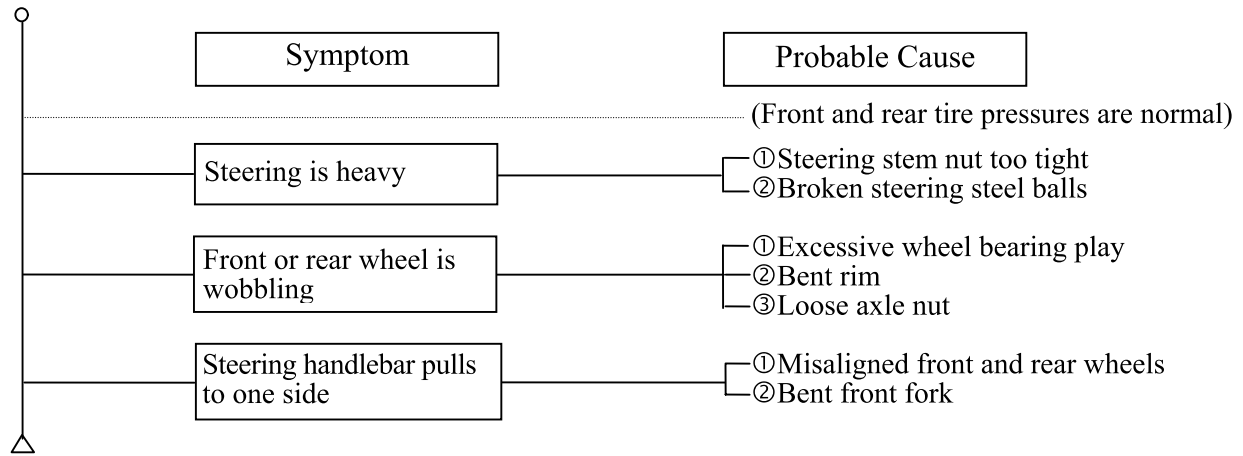 Symptom
Probable Cause
(Front and rear tire pressures are normal)
Steering is heavy
①Steering stem nut too tight
②Broken steering steel balls
Front or rear wheel is
wobbling
①Excessive wheel bearing play
②Bent rim
③Loose axle nut
Steering handlebar pulls
to one side
①Misaligned front and rear wheels
②Bent front fork